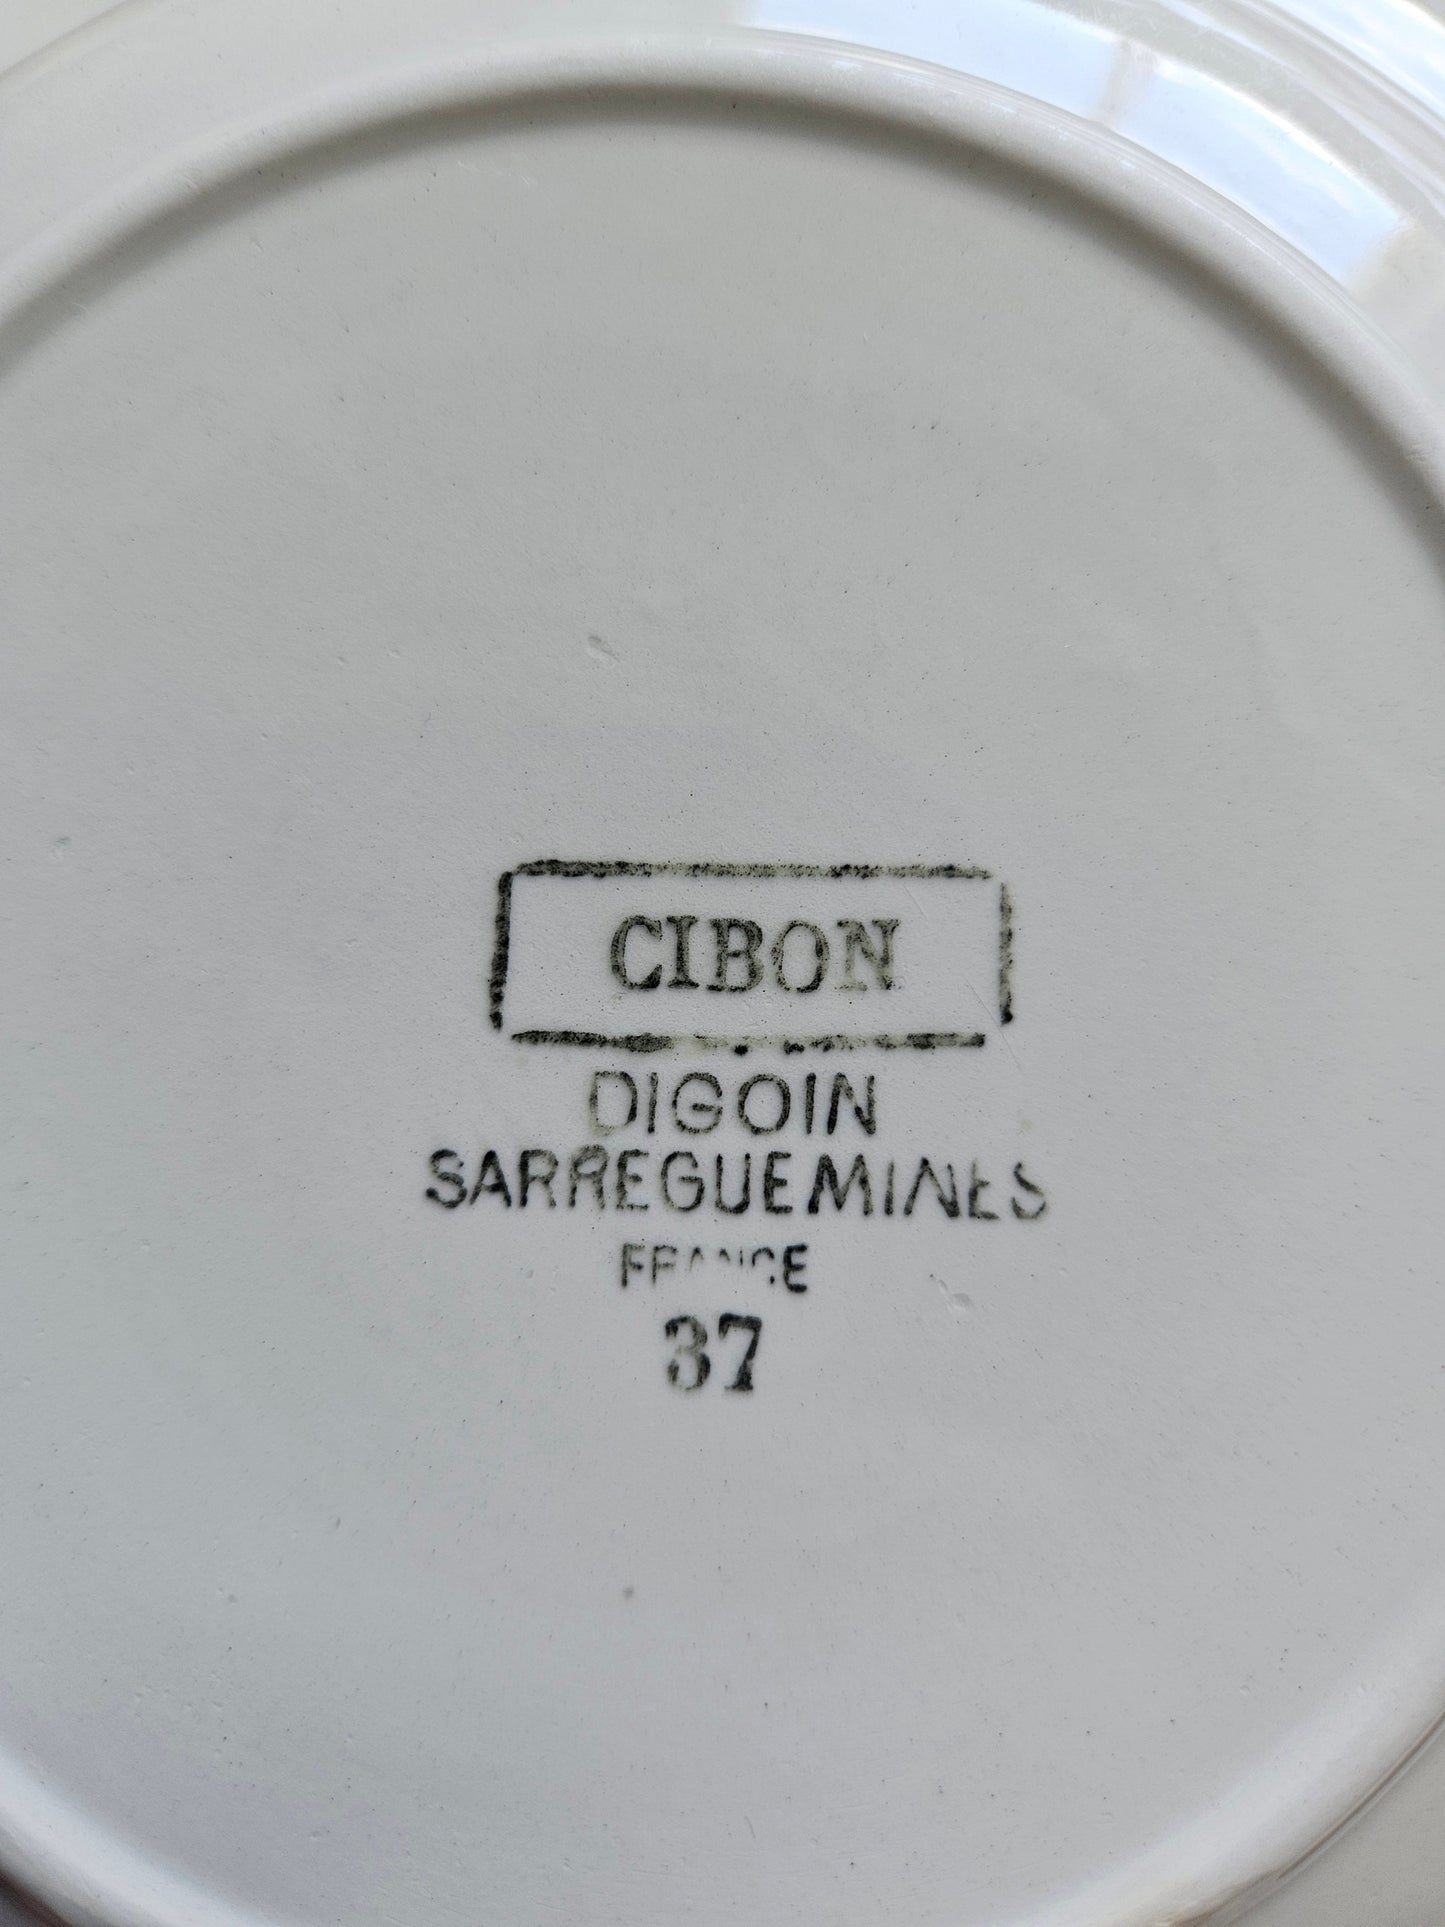 CIBON
DIGOIN
SARREGUEMINES
FRANCE
37